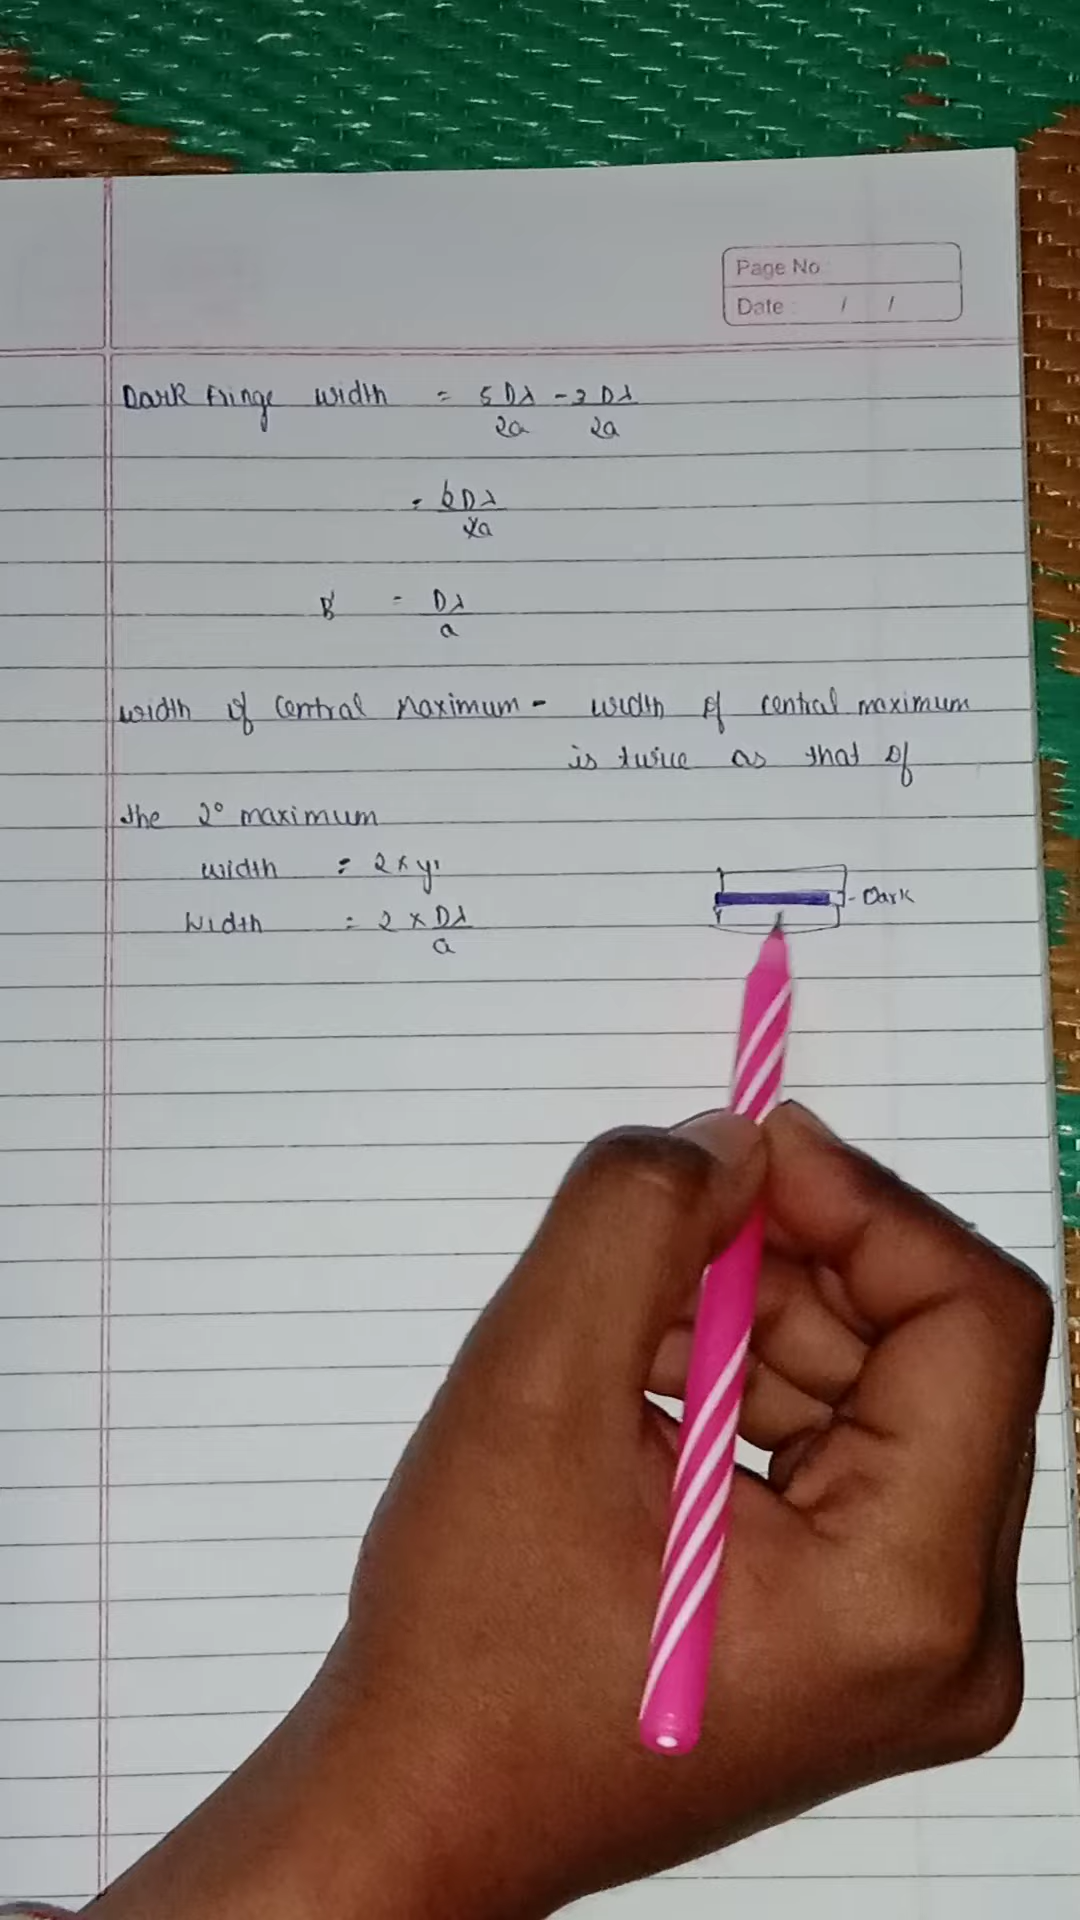 Page No :
Date : / /
Dark Fringe width = 5Dλ/2a - 3Dλ/2a
= 2Dλ/2a
β' = Dλ/a
width of central maximum - width of central maximum
is twice as that of
the 2° maximum
width = 2 × y₁
Width = 2 × Dλ/a
- Dark